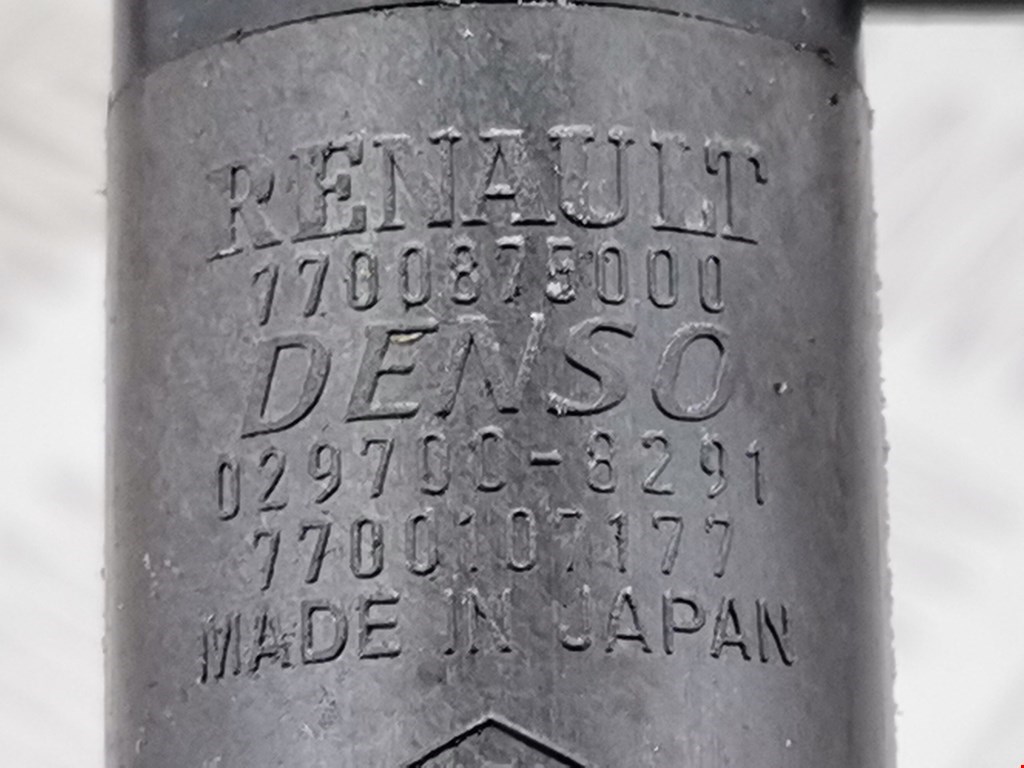 RENAULT
7700875000
DENSO
029700-8291
7700107177
MADE IN JAPAN